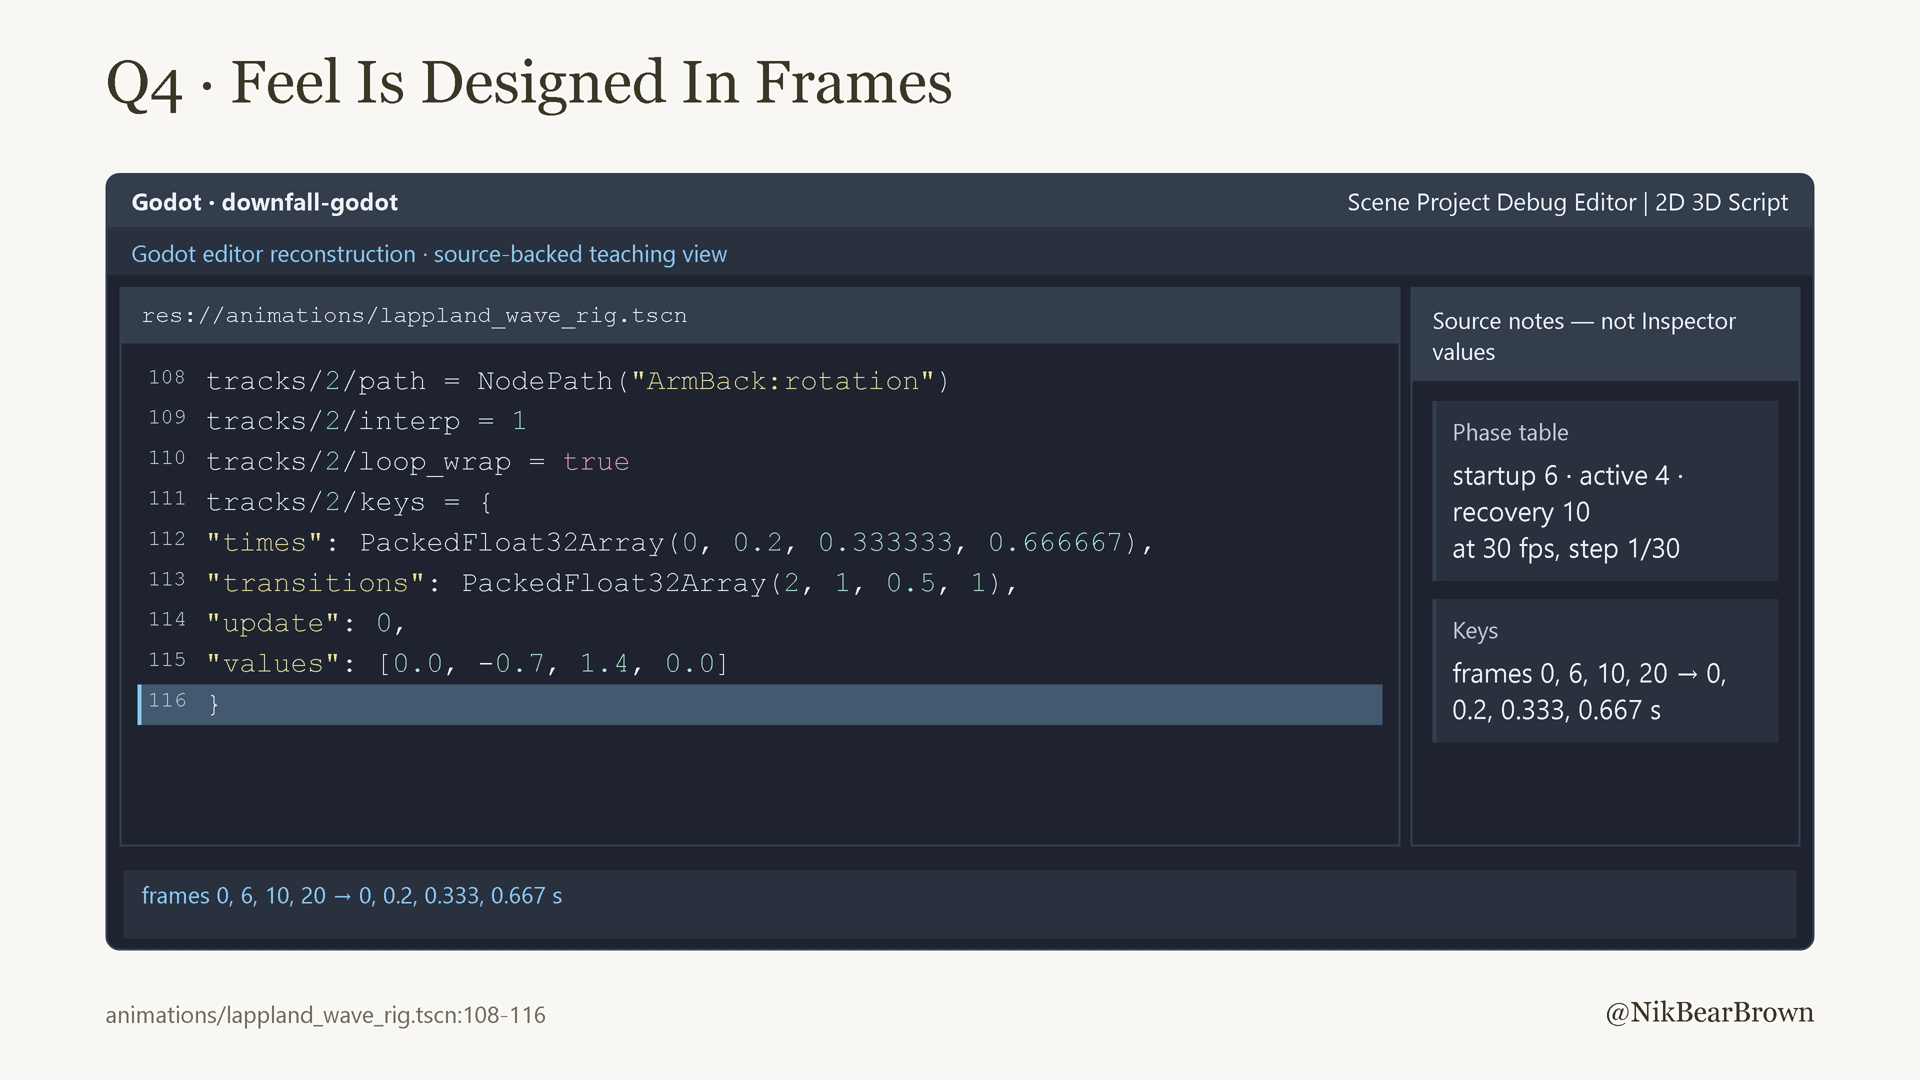 Q4 · Feel Is Designed In Frames
Godot · downfall-godot
Scene Project Debug Editor | 2D 3D Script
Godot editor reconstruction · source-backed teaching view
res://animations/lappland_wave_rig.tscn
108 tracks/2/path = NodePath("ArmBack:rotation")
109 tracks/2/interp = 1
110 tracks/2/loop_wrap = true
111 tracks/2/keys = {
112 "times": PackedFloat32Array(0, 0.2, 0.333333, 0.666667),
113 "transitions": PackedFloat32Array(2, 1, 0.5, 1),
114 "update": 0,
115 "values": [0.0, -0.7, 1.4, 0.0]
116 }
Source notes — not Inspector
values
Phase table
startup 6 · active 4 ·
recovery 10
at 30 fps, step 1/30
Keys
frames 0, 6, 10, 20 → 0,
0.2, 0.333, 0.667 s
frames 0, 6, 10, 20 → 0, 0.2, 0.333, 0.667 s
animations/lappland_wave_rig.tscn:108-116
@NikBearBrown